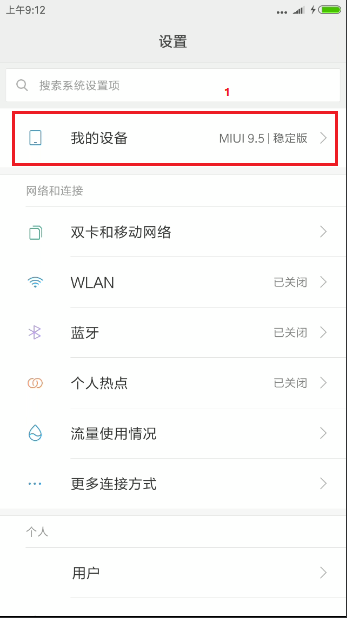 上午9:12
设置
搜索系统设置项
1
我的设备 MIUI 9.5 | 稳定版
网络和连接
双卡和移动网络
WLAN 已关闭
蓝牙 已关闭
个人热点 已关闭
流量使用情况
更多连接方式
个人
用户